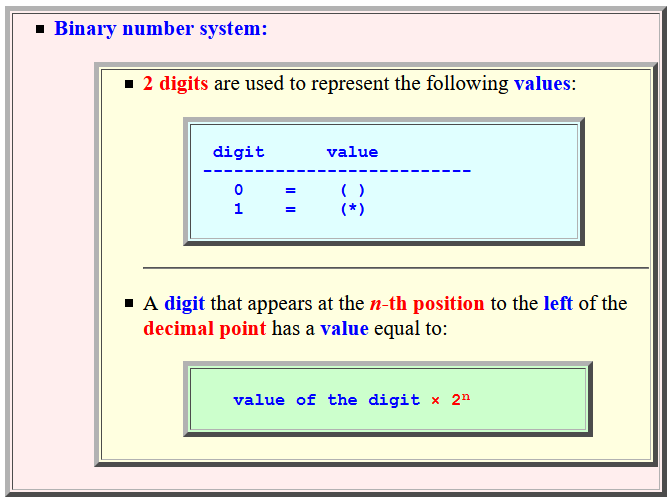 Binary number system:
2 digits are used to represent the following values:
digit value
--------------------------
0 = ( )
1 = (*)
A digit that appears at the n-th position to the left of the
decimal point has a value equal to:
value of the digit × 2ⁿ